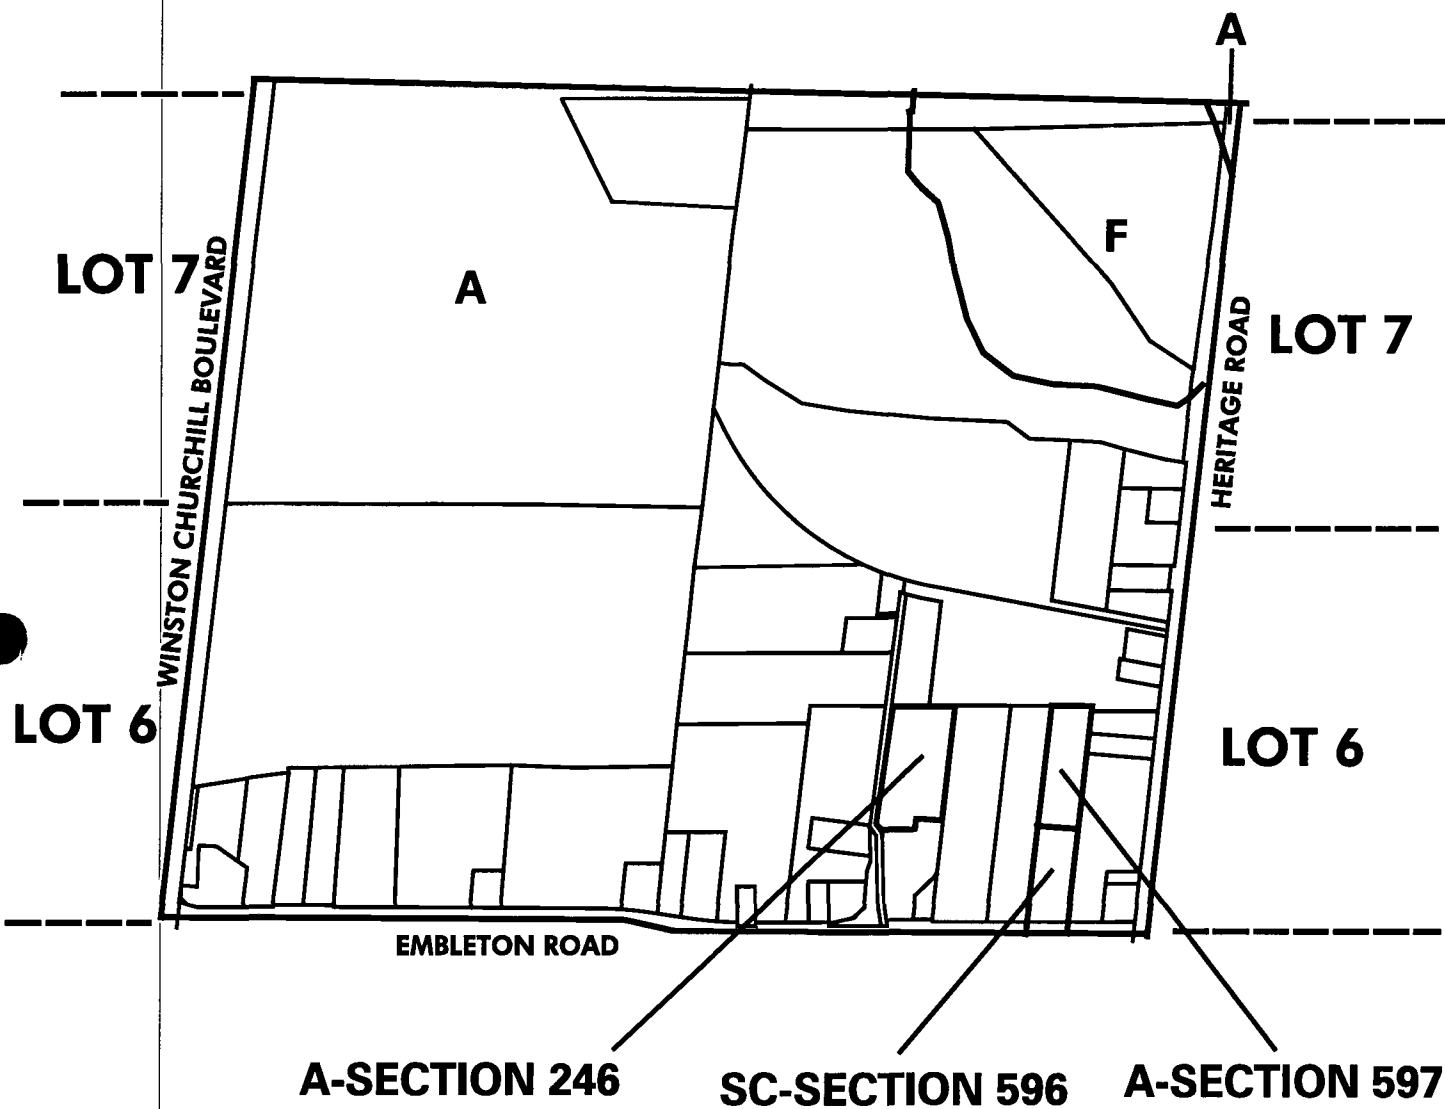 A
LOT 7
WINSTON CHURCHILL BOULEVARD
A
F
HERITAGE ROAD
LOT 7
LOT 6
LOT 6
EMBLETON ROAD
A-SECTION 246
SC-SECTION 596
A-SECTION 597